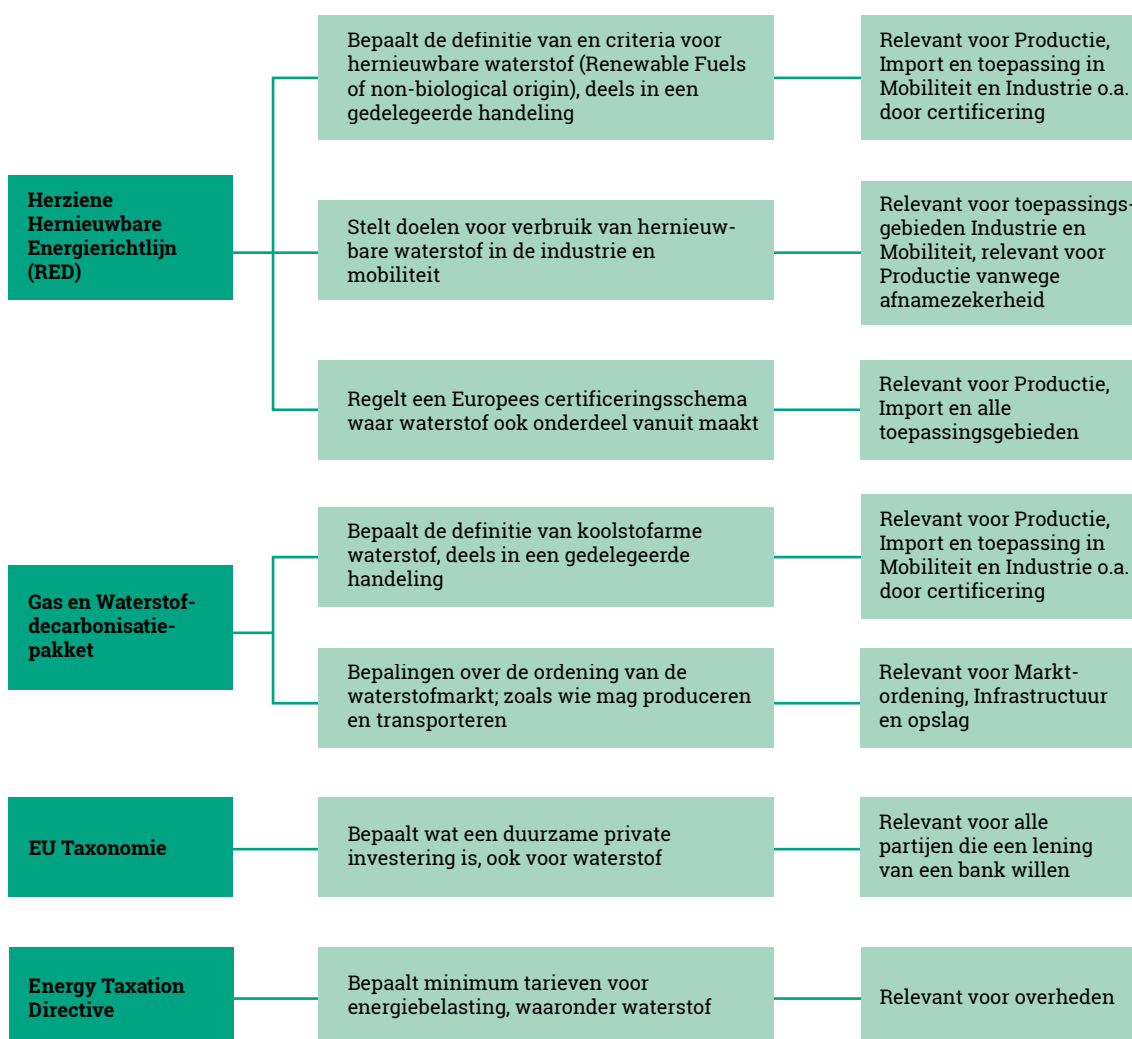 Herziene
Hernieuwbare
Energierichtlijn
(RED)
Bepaalt de definitie van en criteria voor
hernieuwbare waterstof (Renewable Fuels
of non-biological origin), deels in een
gedelegeerde handeling
Relevant voor Productie,
Import en toepassing in
Mobiliteit en Industrie o.a.
door certificering
Stelt doelen voor verbruik van hernieuw-
bare waterstof in de industrie en
mobiliteit
Relevant voor toepassings-
gebieden Industrie en
Mobiliteit, relevant voor
Productie vanwege
afnamezekerheid
Regelt een Europees certificeringsschema
waar waterstof ook onderdeel vanuit maakt
Relevant voor Productie,
Import en alle
toepassingsgebieden
Gas en Waterstof-
decarbonisatie-
pakket
Bepaalt de definitie van koolstofarme
waterstof, deels in een gedelegeerde
handeling
Relevant voor Productie,
Import en toepassing in
Mobiliteit en Industrie o.a.
door certificering
Bepalingen over de ordening van de
waterstofmarkt; zoals wie mag produceren
en transporteren
Relevant voor Markt-
ordening, Infrastructuur
en opslag
EU Taxonomie
Bepaalt wat een duurzame private
investering is, ook voor waterstof
Relevant voor alle
partijen die een lening
van een bank willen
Energy Taxation
Directive
Bepaalt minimum tarieven voor
energiebelasting, waaronder waterstof
Relevant voor overheden